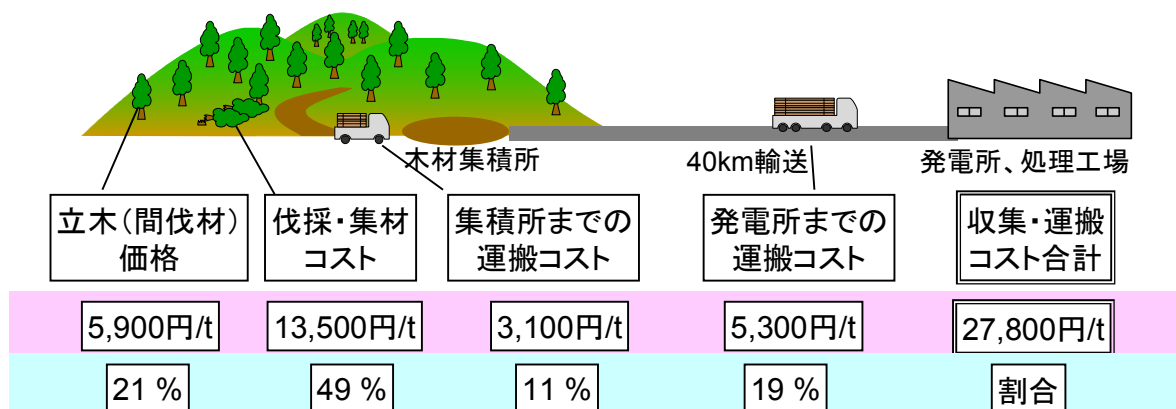 木材集積所
40km輸送
発電所、処理工場
立木(間伐材)
価格
伐採・集材
コスト
集積所までの
運搬コスト
発電所までの
運搬コスト
収集・運搬
コスト合計
5,900円/t
13,500円/t
3,100円/t
5,300円/t
27,800円/t
21 %
49 %
11 %
19 %
割合